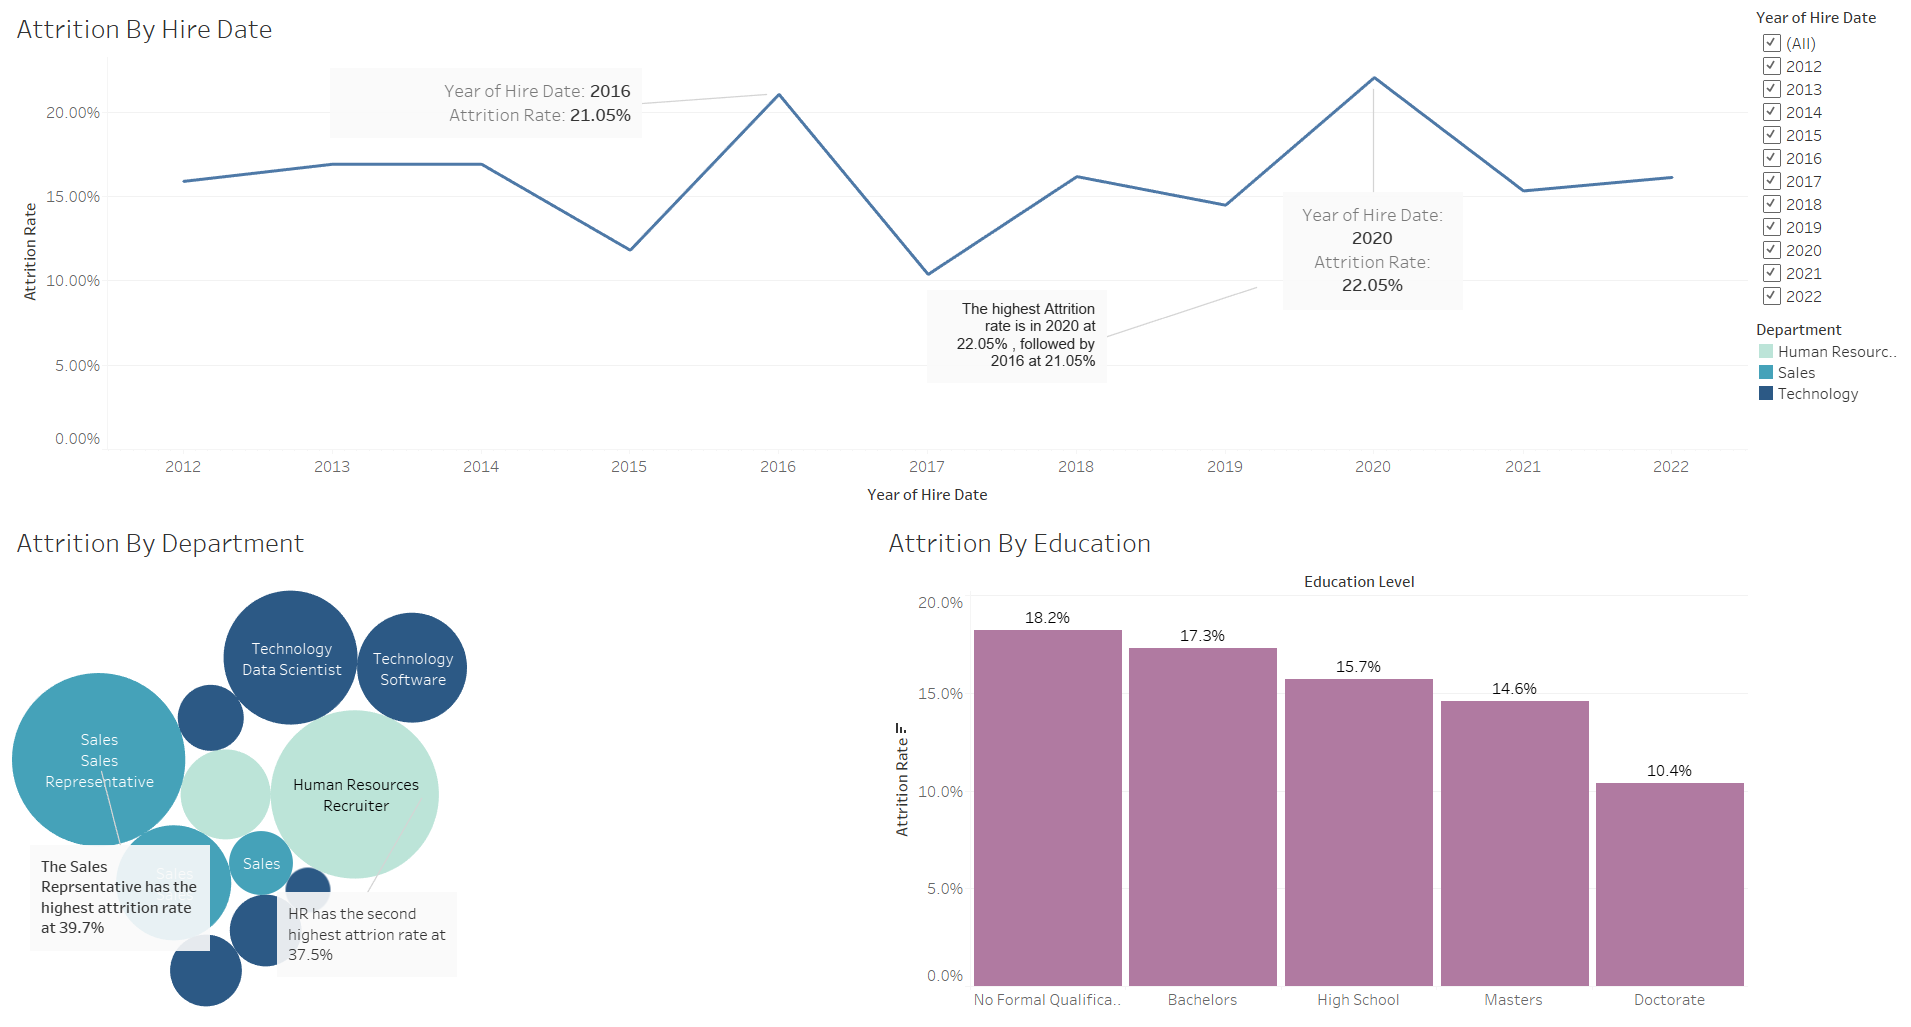 Attrition By Hire Date
Year of Hire Date: 2016
Attrition Rate: 21.05%
20.00%
15.00%
10.00%
5.00%
0.00%
Attrition Rate
Year of Hire Date:
2020
Attrition Rate:
22.05%
The highest Attrition
rate is in 2020 at
22.05% , followed by
2016 at 21.05%
2012
2013
2014
2015
2016
2017
2018
2019
2020
2021
2022
Year of Hire Date
Year of Hire Date
(All)
2012
2013
2014
2015
2016
2017
2018
2019
2020
2021
2022
Department
Human Resourc..
Sales
Technology
Attrition By Department
Technology
Data Scientist
Technology
Software
Sales
Sales
Representative
Human Resources
Recruiter
Sales
Sales
The Sales
Reprsentative has the
highest attrition rate
at 39.7%
HR has the second
highest attrion rate at
37.5%
Attrition By Education
Education Level
20.0%
15.0%
10.0%
5.0%
0.0%
Attrition Rate
18.2%
17.3%
15.7%
14.6%
10.4%
No Formal Qualifica..
Bachelors
High School
Masters
Doctorate